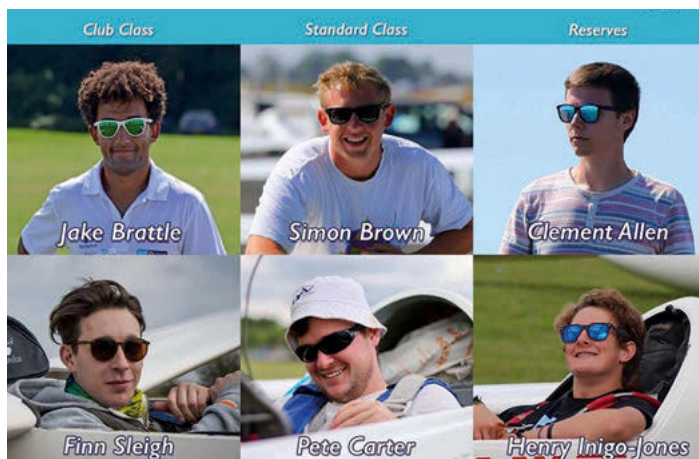 Club Class
Standard Class
Reserves
Jake Brattle
Simon Brown
Clement Allen
Finn Sleigh
Pete Carter
Henry Inigo-Jones